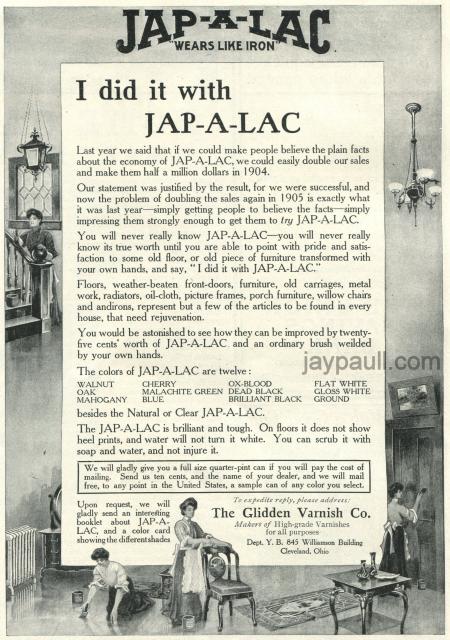 JAP-A-LAC
"WEARS LIKE IRON"
I did it with
JAP-A-LAC
Last year we said that if we could make people believe the plain facts
about the economy of JAP-A-LAC, we could easily double our sales
and make them half a million dollars in 1904.
Our statement was justified by the result, for we were successful, and
now the problem of doubling the sales again in 1905 is exactly what
it was last year—simply getting people to believe the facts—simply
impressing them strongly enough to get them to try JAP-A-LAC.
You will never really know JAP-A-LAC—you will never really
know its true worth until you are able to point with pride and satis-
faction to some old floor, or old piece of furniture transformed with
your own hands, and say, "I did it with JAP-A-LAC."
Floors, weather-beaten front-doors, furniture, old carriages, metal
work, radiators, oil-cloth, picture frames, porch furniture, willow chairs
and andirons, represent but a few of the articles to be found in every
house, that need rejuvenation.
You would be astonished to see how they can be improved by twenty-
five cents' worth of JAP-A-LAC and an ordinary brush weilded
by your own hands.
jaypaull.com
The colors of JAP-A-LAC are twelve:
WALNUT CHERRY OX-BLOOD FLAT WHITE
OAK MALACHITE GREEN DEAD BLACK GLOSS WHITE
MAHOGANY BLUE BRILLIANT BLACK GROUND
besides the Natural or Clear JAP-A-LAC.
The JAP-A-LAC is brilliant and tough. On floors it does not show
heel prints, and water will not turn it white. You can scrub it with
soap and water, and not injure it.
We will gladly give you a full size quarter-pint can if you will pay the cost of
mailing. Send us ten cents, and the name of your dealer, and we will mail
free, to any point in the United States, a sample can of any color you select.
Upon request, we will
gladly send an interesting
booklet about JAP-A-
LAC, and a color card
showing the different shades
To expedite reply, please address:
The Glidden Varnish Co.
Makers of High-grade Varnishes
for all purposes
Dept. Y. B. 845 Williamson Building
Cleveland, Ohio
jaypaull.com